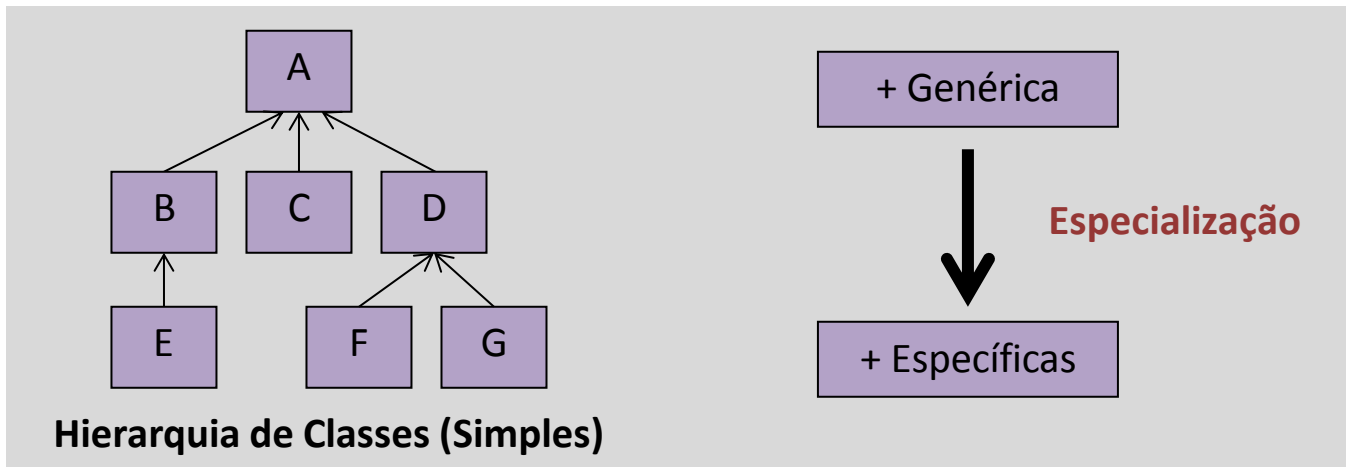 A
B
C
D
E
F
G
Hierarquia de Classes (Simples)
+ Genérica
Especialização
+ Específicas